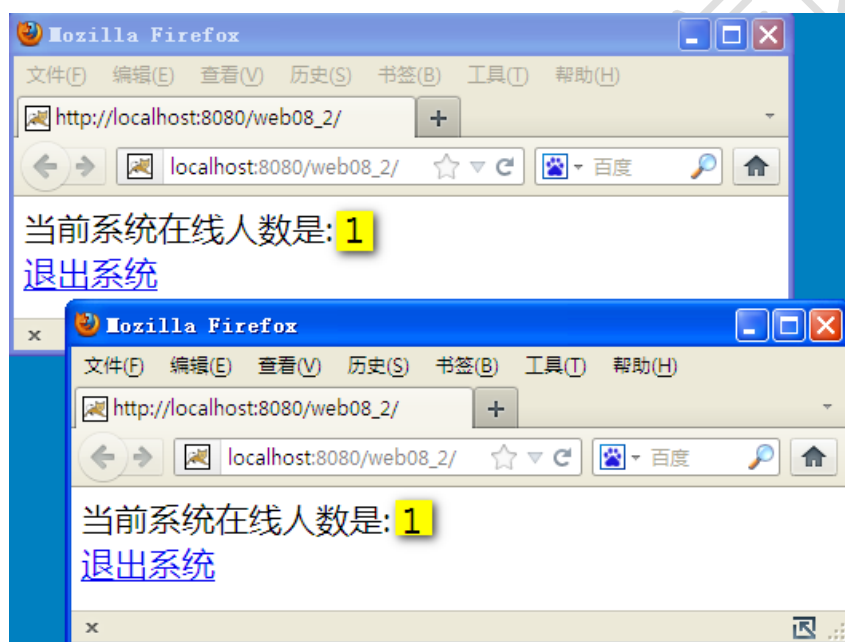 Mozilla Firefox
文件(F) 编辑(E) 查看(V) 历史(S) 书签(B) 工具(T) 帮助(H)
http://localhost:8080/web08_2/ +
localhost:8080/web08_2/ 百度
当前系统在线人数是: 1
退出系统
x
Mozilla Firefox
文件(F) 编辑(E) 查看(V) 历史(S) 书签(B) 工具(T) 帮助(H)
http://localhost:8080/web08_2/ +
localhost:8080/web08_2/ 百度
当前系统在线人数是: 1
退出系统
x